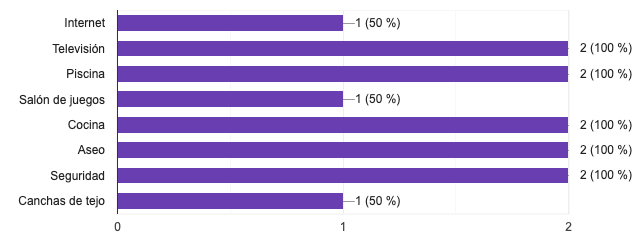 Internet 1 (50 %)
Televisión 2 (100 %)
Piscina 2 (100 %)
Salón de juegos 1 (50 %)
Cocina 2 (100 %)
Aseo 2 (100 %)
Seguridad 2 (100 %)
Canchas de tejo 1 (50 %)
0 1 2